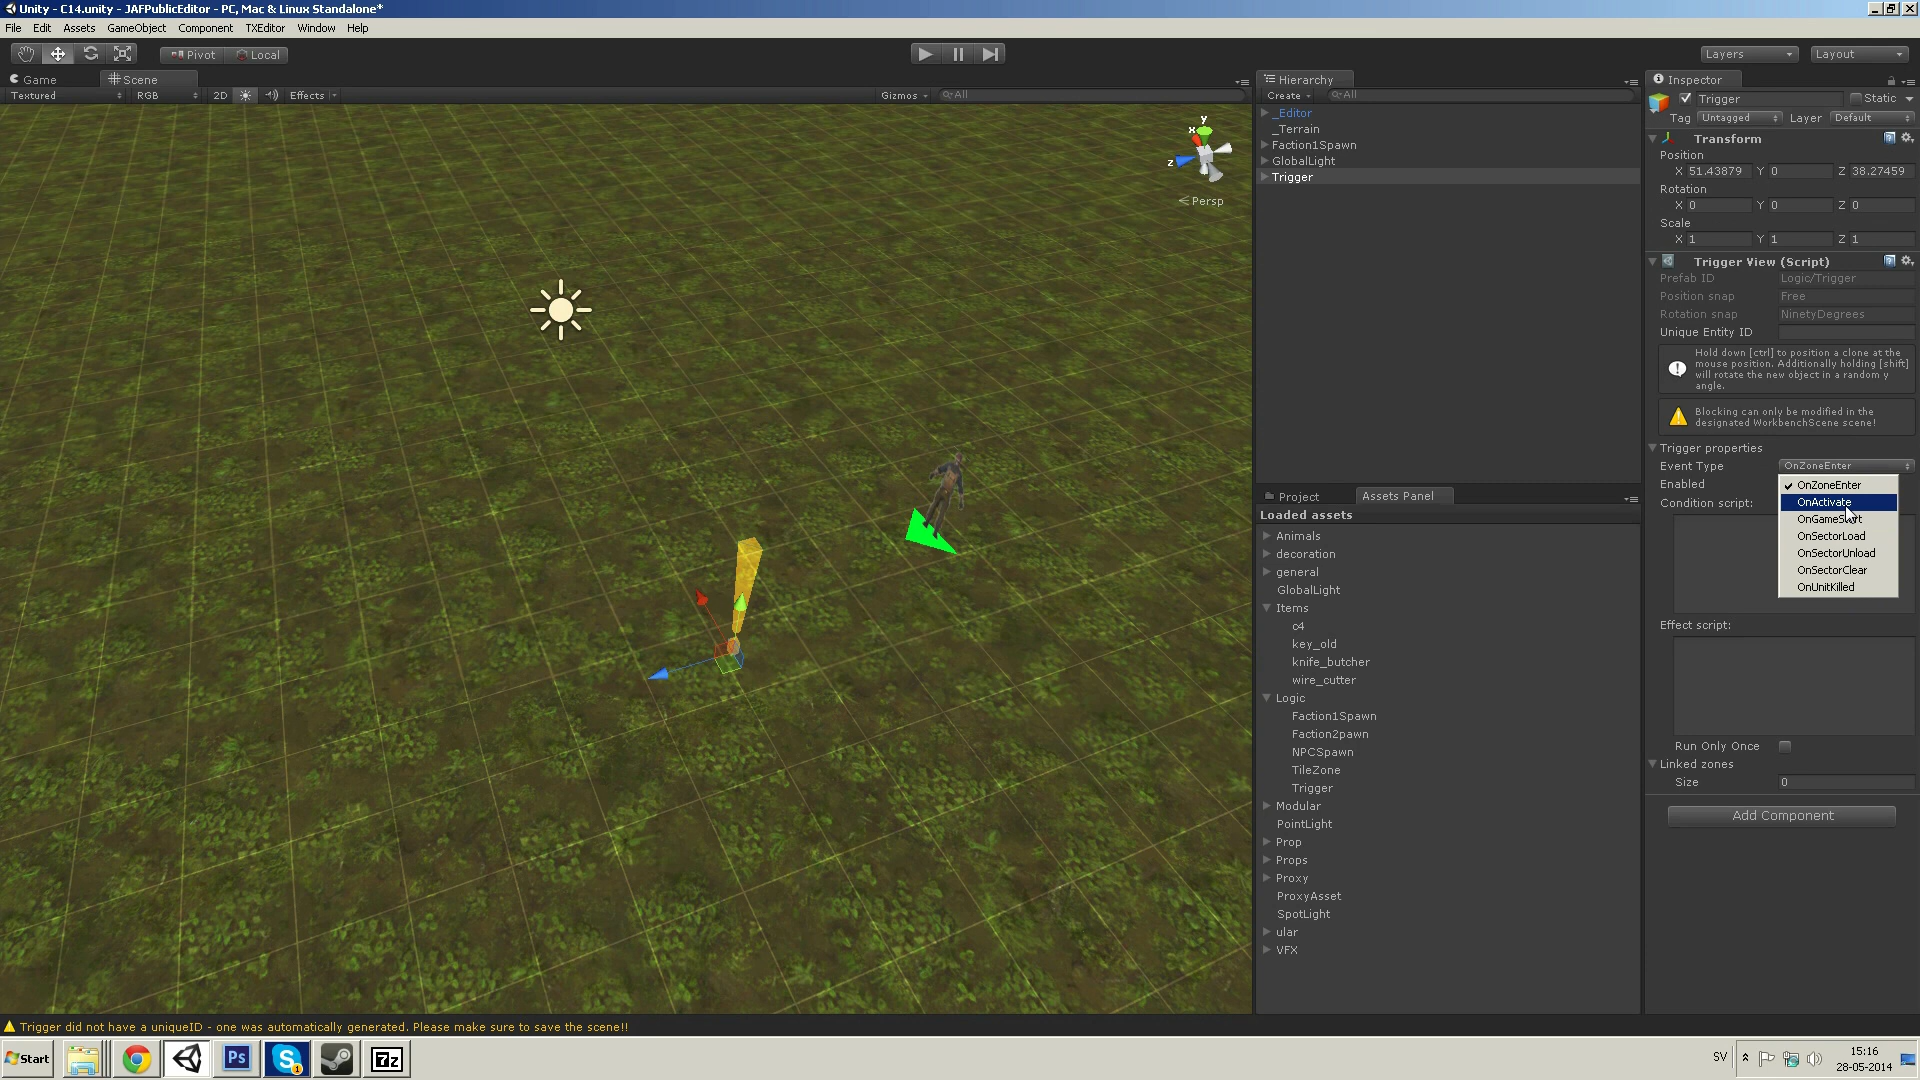 Unity - C14.unity - JAFPublicEditor - PC, Mac & Linux Standalone*
File Edit Assets GameObject Component TXEditor Window Help
Pivot Local Layers Layout
Game Scene
Textured RGB 2D Effects Gizmos All
y
x
z
Persp
Hierarchy
Create All
_Editor
_Terrain
Faction1Spawn
GlobalLight
Trigger
Project Assets Panel
Loaded assets
Animals
decoration
general
GlobalLight
Items
c4
key_old
knife_butcher
wire_cutter
Logic
Faction1Spawn
Faction2pawn
NPCSpawn
TileZone
Trigger
Modular
PointLight
Prop
Props
Proxy
ProxyAsset
SpotLight
ular
VFX
Inspector
Trigger Static
Tag Untagged Layer Default
Transform
Position
X 51.43879 Y 0 Z 38.27459
Rotation
X 0 Y 0 Z 0
Scale
X 1 Y 1 Z 1
Trigger View (Script)
Prefab ID Logic/Trigger
Position snap Free
Rotation snap NinetyDegrees
Unique Entity ID
Hold down [ctrl] to position a clone at the
mouse position. Additionally holding [shift]
will rotate the new object in a random y
angle.
Blocking can only be modified in the
designated WorkbenchScene scene!
Trigger properties
Event Type OnZoneEnter
Enabled
Condition script:
OnZoneEnter
OnActivate
OnGameStart
OnSectorLoad
OnSectorUnload
OnSectorClear
OnUnitKilled
Effect script:
Run Only Once
Linked zones
Size 0
Add Component
Trigger did not have a uniqueID - one was automatically generated. Please make sure to save the scene!!
Start Ps S 1 7z SV 15:16
28-05-2014